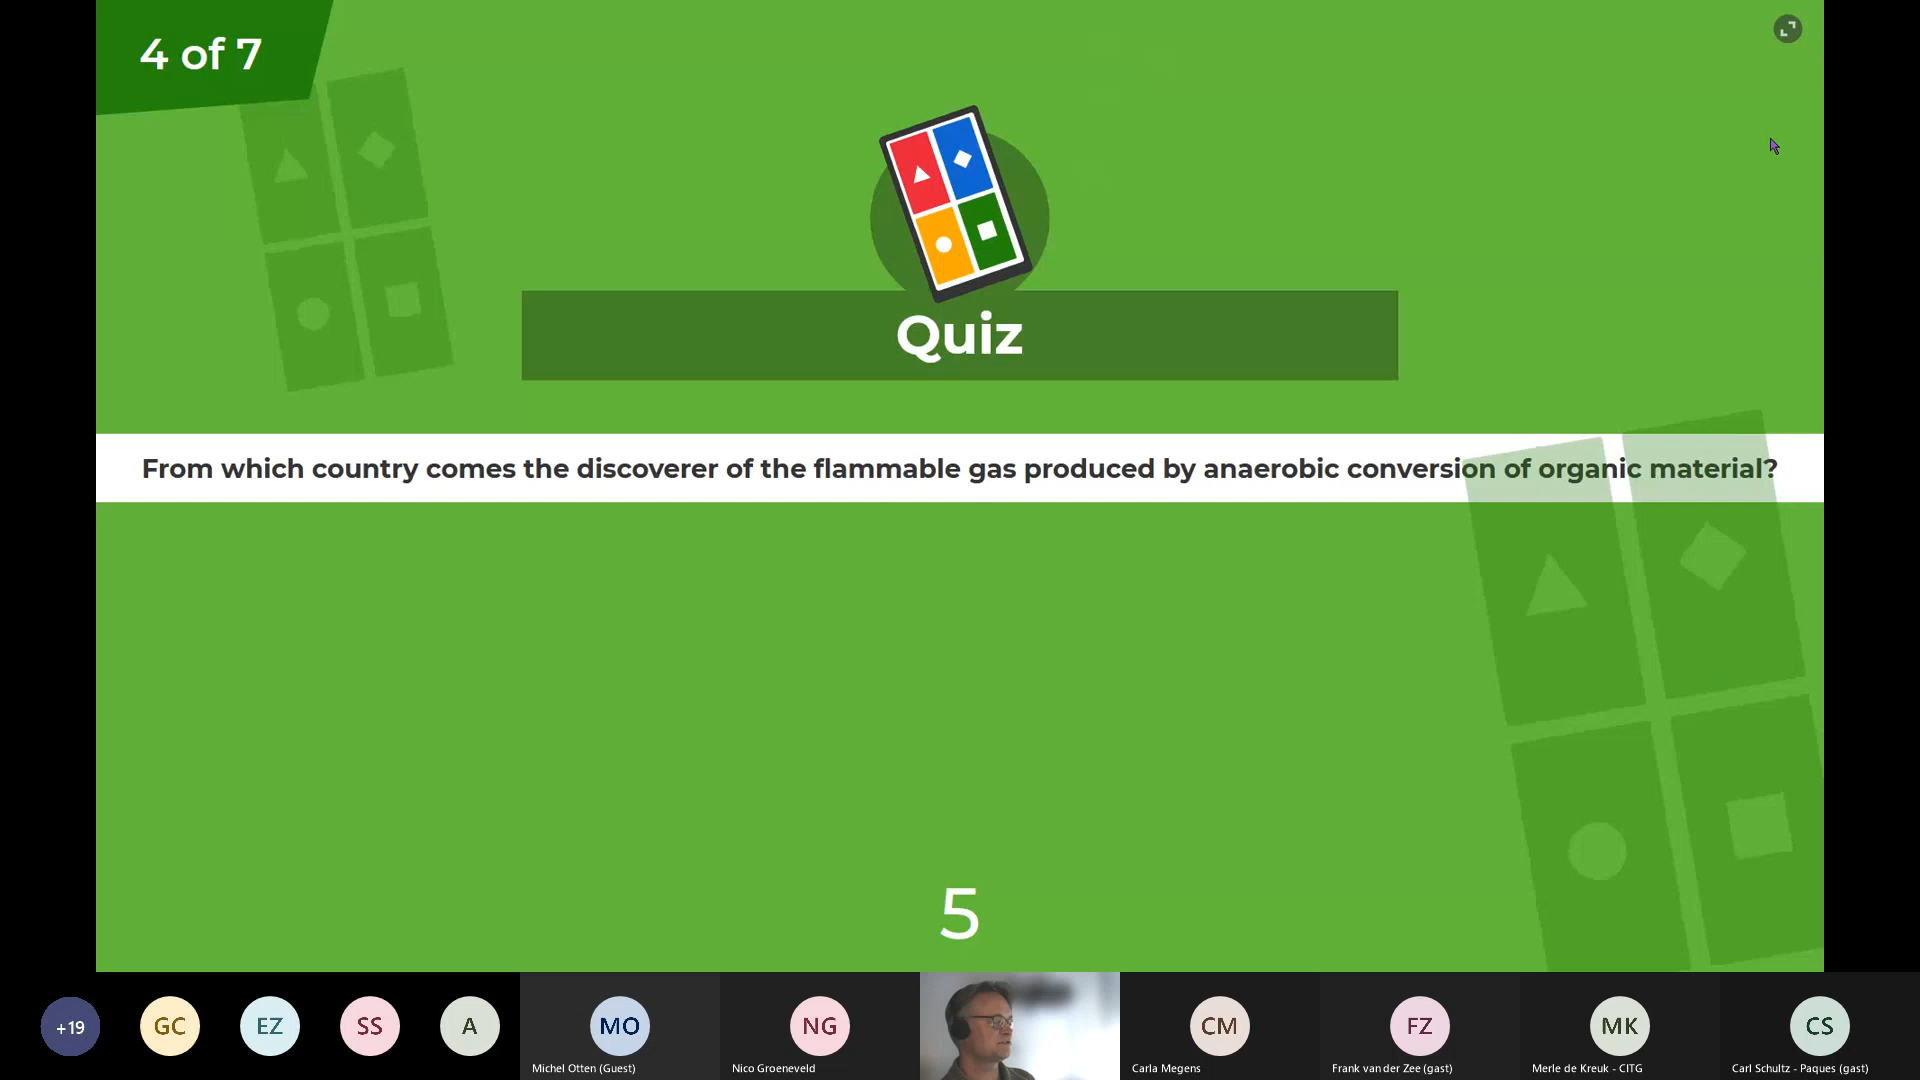 4 of 7
Quiz
From which country comes the discoverer of the flammable gas produced by anaerobic conversion of organic material?
5
+19
GC
EZ
SS
A
MO
NG
CM
FZ
MK
CS
Michel Otten (Guest)
Nico Groeneveld
Carla Megens
Frank van der Zee (gast)
Merle de Kreuk - CITG
Carl Schultz - Paques (gast)